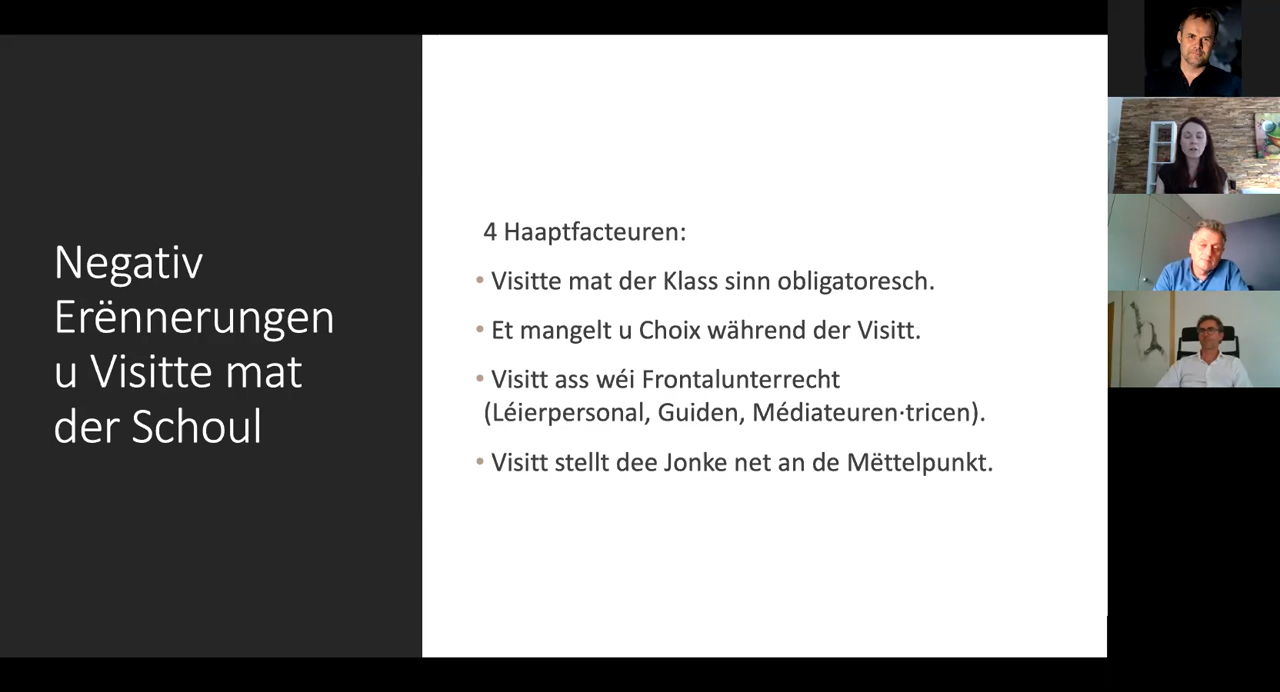 Negativ
Erënnerungen
u Visitte mat
der Schoul
4 Haaptfacteuren:
• Visitte mat der Klass sinn obligatoresch.
• Et mangelt u Choix während der Visitt.
• Visitt ass wéi Frontalunterrecht
(Léierpersonal, Guiden, Médiateuren·tricen).
• Visitt stellt dee Jonke net an de Mëttelpunkt.